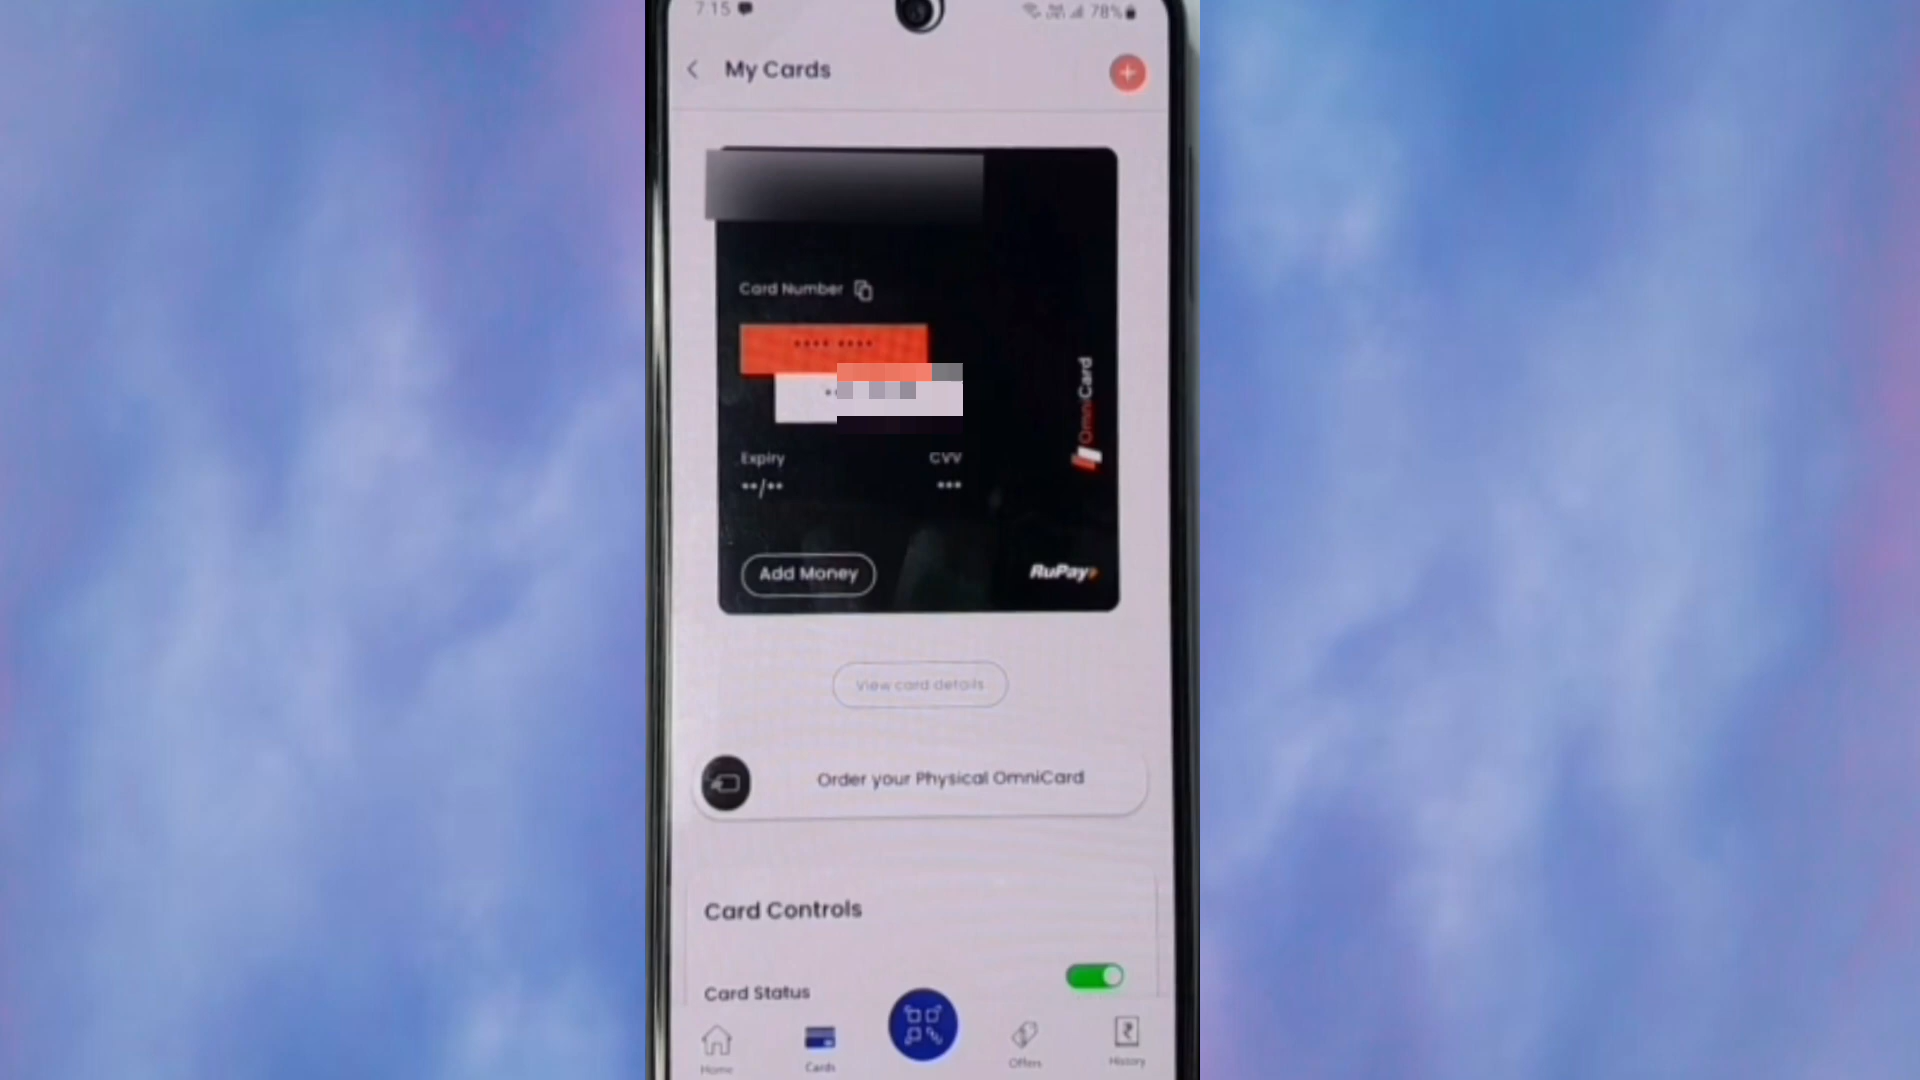 7:15
78%
My Cards
Card Number
•••• ••••
Expiry
CVV
**/**
***
OmniCard
Add Money
RuPay
View card details
Order your Physical OmniCard
Card Controls
Card Status
Home
Cards
Offers
History